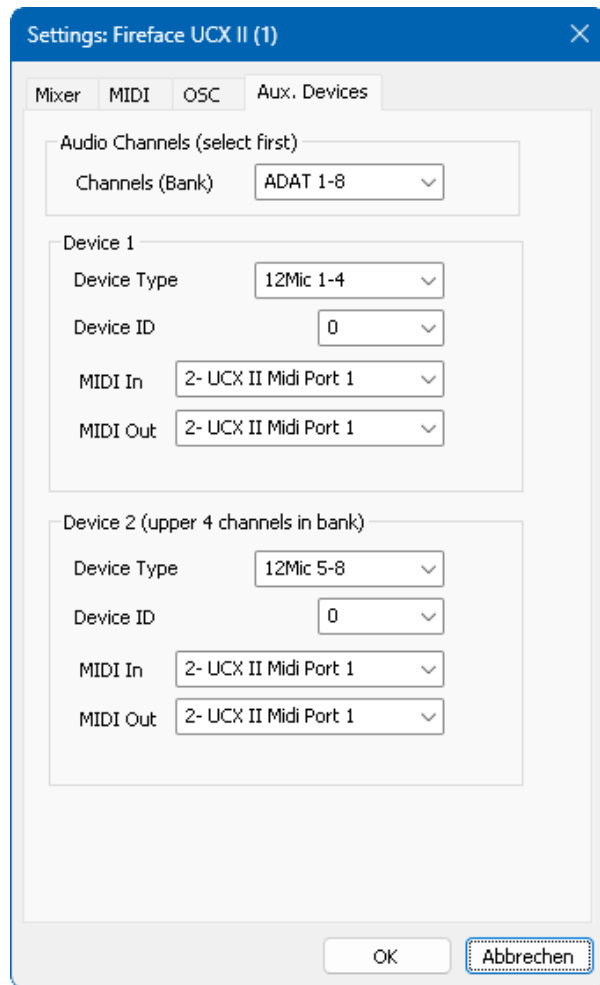 Settings: Fireface UCX II (1)
Mixer MIDI OSC Aux. Devices
Audio Channels (select first)
Channels (Bank) ADAT 1-8
Device 1
Device Type 12Mic 1-4
Device ID 0
MIDI In 2- UCX II Midi Port 1
MIDI Out 2- UCX II Midi Port 1
Device 2 (upper 4 channels in bank)
Device Type 12Mic 5-8
Device ID 0
MIDI In 2- UCX II Midi Port 1
MIDI Out 2- UCX II Midi Port 1
OK Abbrechen